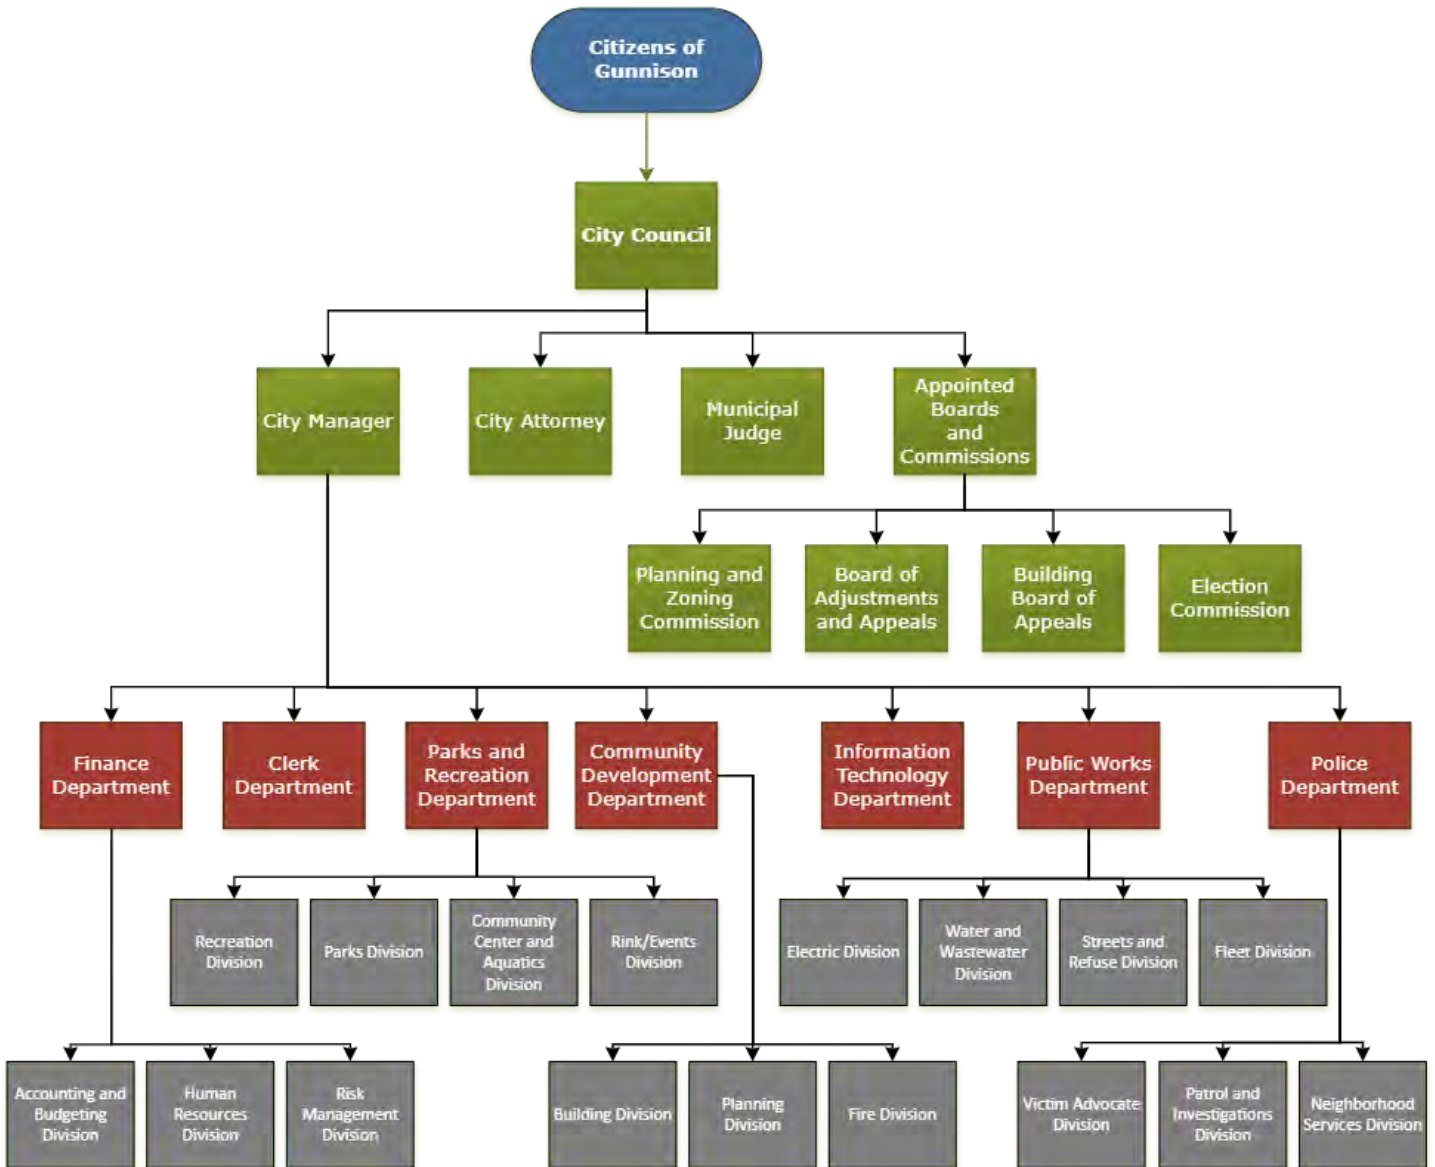 Citizens of
Gunnison
City Council
City Manager
City Attorney
Municipal
Judge
Appointed
Boards
and
Commissions
Planning and
Zoning
Commission
Board of
Adjustments
and Appeals
Building
Board of
Appeals
Election
Commission
Finance
Department
Clerk
Department
Parks and
Recreation
Department
Community
Development
Department
Information
Technology
Department
Public Works
Department
Police
Department
Recreation
Division
Parks Division
Community
Center and
Aquatics
Division
Rink/Events
Division
Electric Division
Water and
Wastewater
Division
Streets and
Refuse Division
Fleet Division
Accounting and
Budgeting
Division
Human
Resources
Division
Risk
Management
Division
Building Division
Planning
Division
Fire Division
Victim Advocate
Division
Patrol and
Investigations
Division
Neighborhood
Services Division